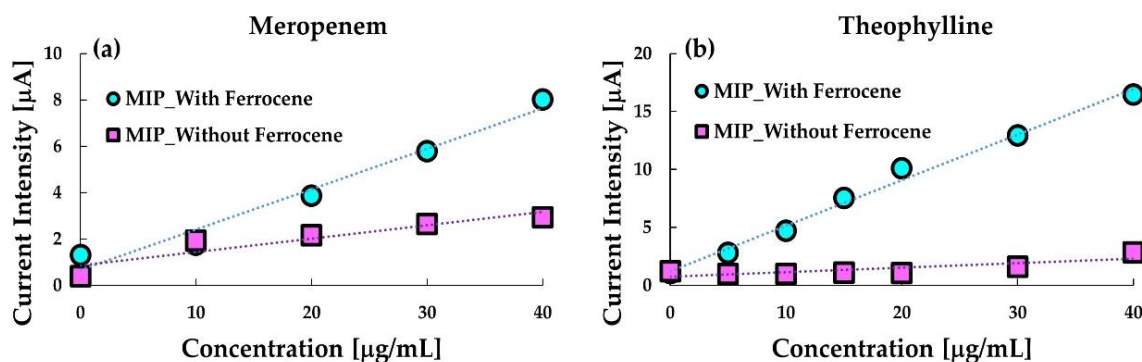 Meropenem
(a)
Current Intensity [μA]
10
8
6
4
2
0
MIP_With Ferrocene
MIP_Without Ferrocene
0 10 20 30 40
Concentration [μg/mL]
Theophylline
(b)
Current Intensity [μA]
20
15
10
5
0
MIP_With Ferrocene
MIP_Without Ferrocene
0 10 20 30 40
Concentration [μg/mL]